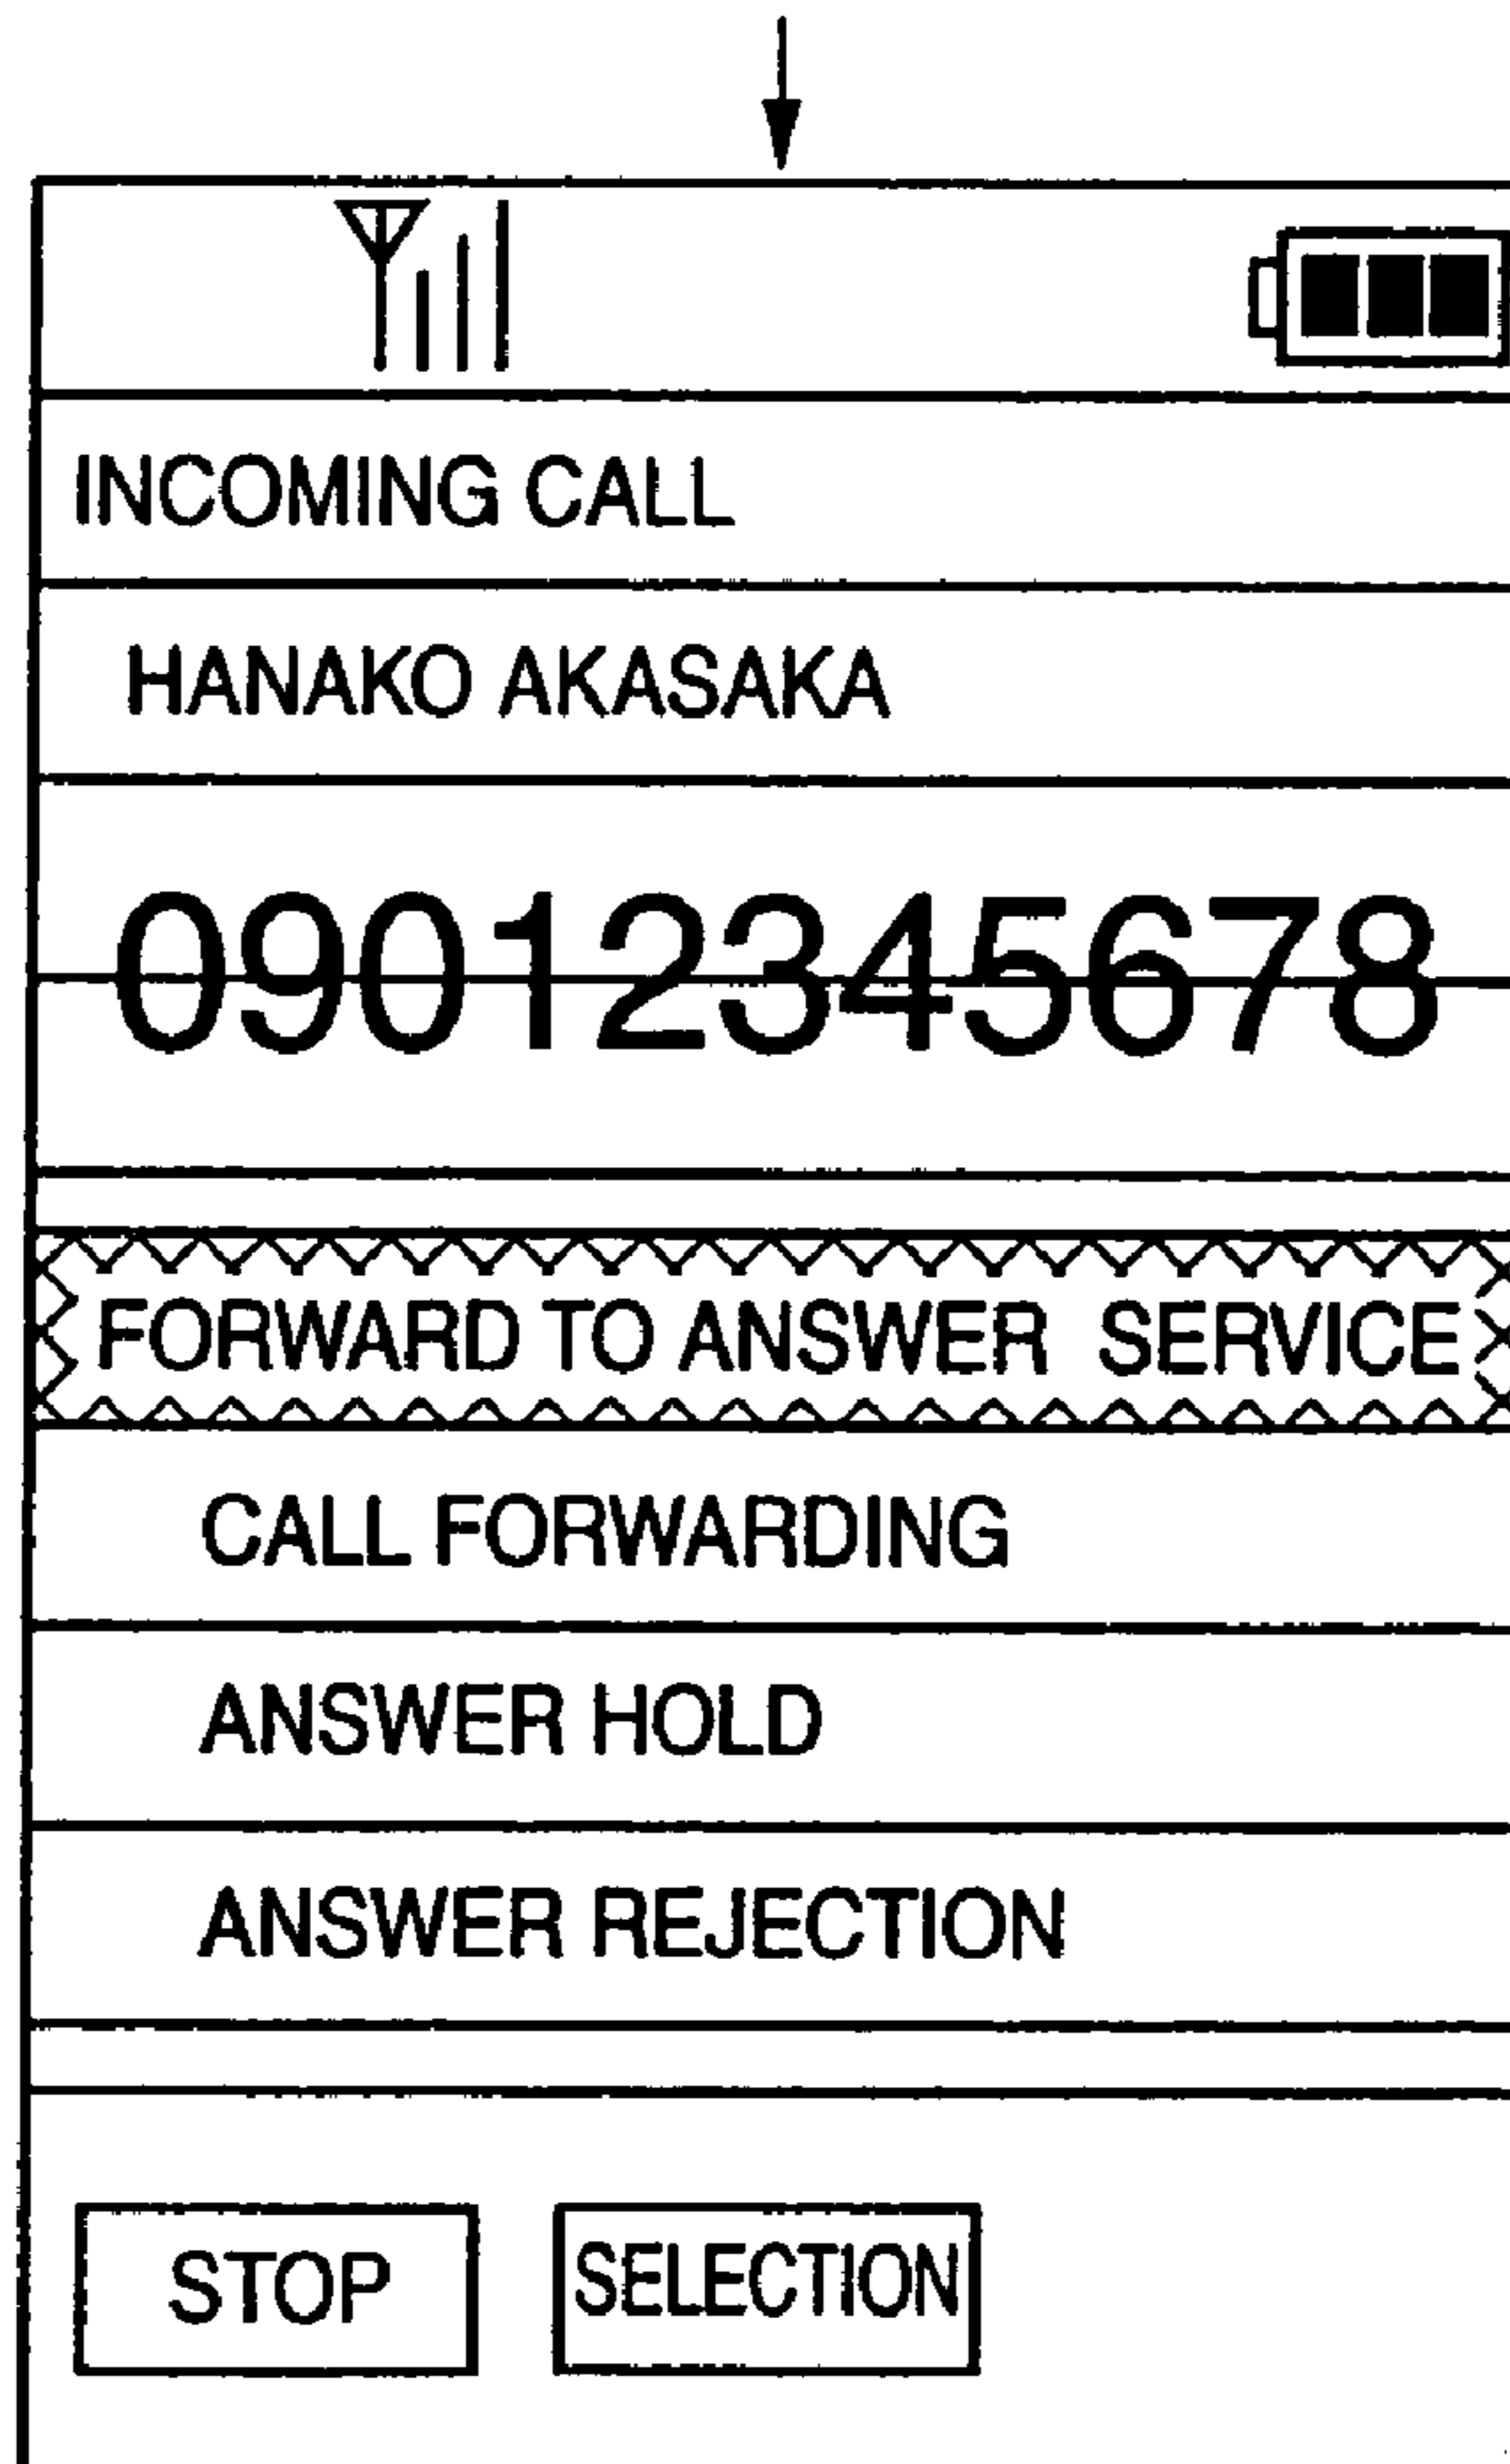 INCOMING CALL
HANAKO AKASAKA
09012345678
FORWARD TO ANSWER SERVICE
CALL FORWARDING
ANSWER HOLD
ANSWER REJECTION
STOP SELECTION